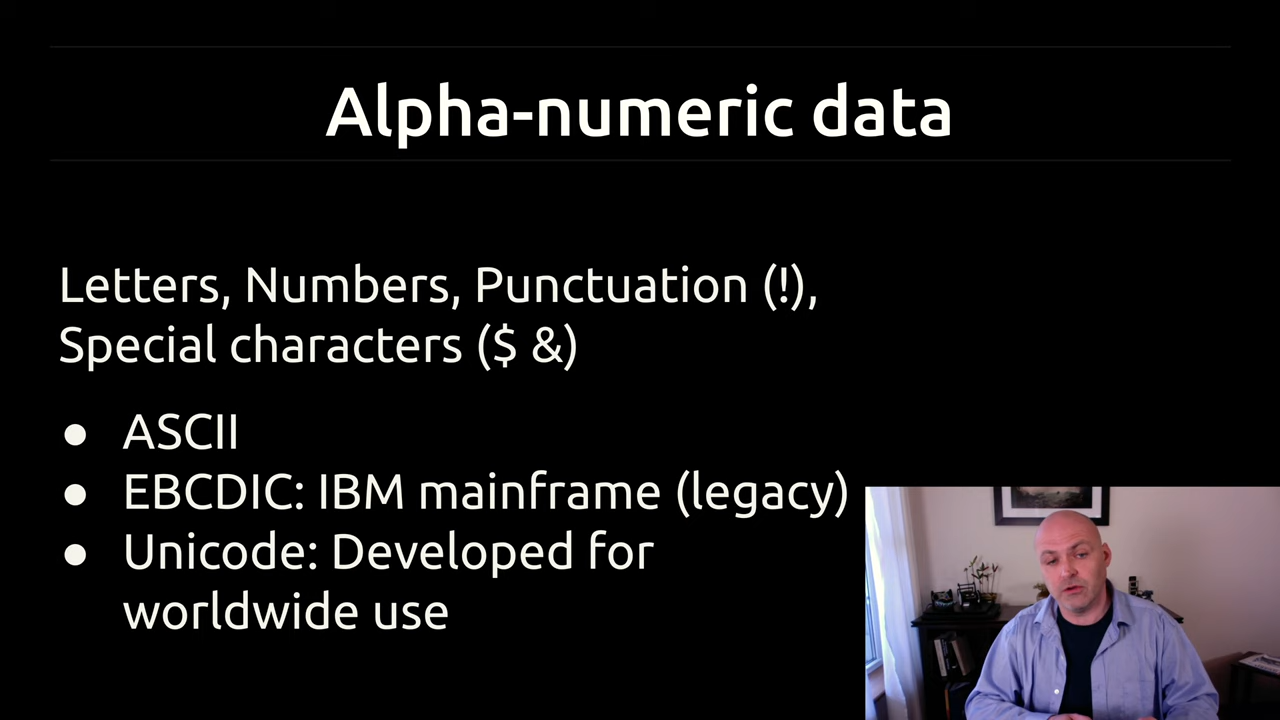 Alpha-numeric data
Letters, Numbers, Punctuation (!),
Special characters ($ &)
● ASCII
● EBCDIC: IBM mainframe (legacy)
● Unicode: Developed for
worldwide use